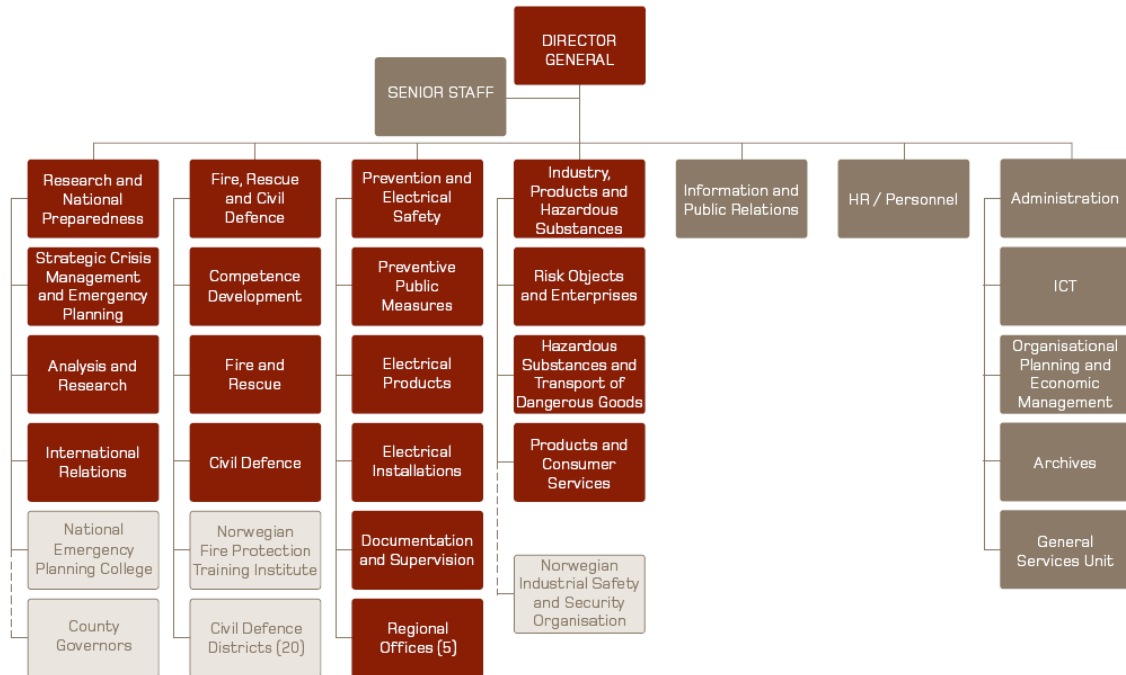 DIRECTOR
GENERAL
SENIOR STAFF
Research and
National
Preparedness
Fire, Rescue
and Civil
Defence
Prevention and
Electrical
Safety
Industry,
Products and
Hazardous
Substances
Information and
Public Relations
HR / Personnel
Administration
Strategic Crisis
Management
and Emergency
Planning
Competence
Development
Preventive
Public
Measures
Risk Objects
and Enterprises
ICT
Analysis and
Research
Fire and
Rescue
Electrical
Products
Hazardous
Substances and
Transport of
Dangerous Goods
Organisational
Planning and
Economic
Management
International
Relations
Civil Defence
Electrical
Installations
Products and
Consumer
Services
Archives
National
Emergency
Planning College
Norwegian
Fire Protection
Training Institute
Documentation
and Supervision
Norwegian
Industrial Safety
and Security
Organisation
General
Services Unit
County
Governors
Civil Defence
Districts (20)
Regional
Offices (5)